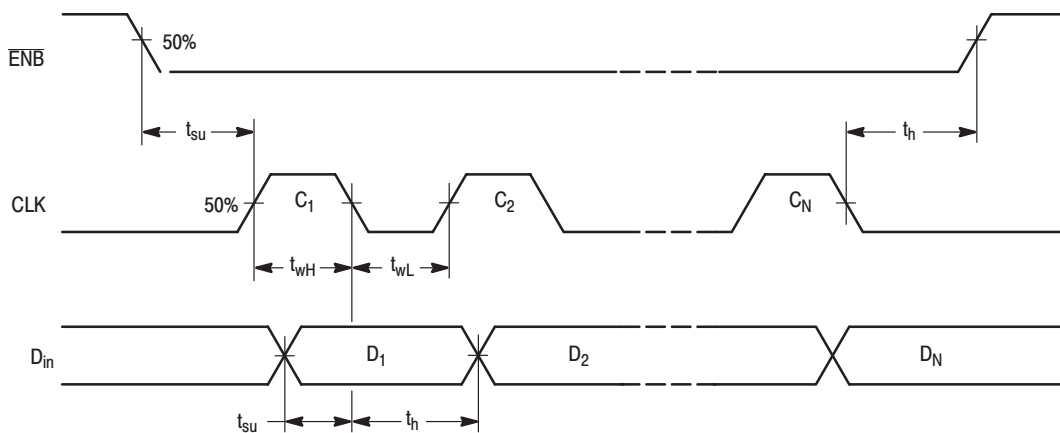 ENB
50%
tsu
th
CLK
50%
C1
C2
CN
twH
twL
Din
D1
D2
DN
tsu
th